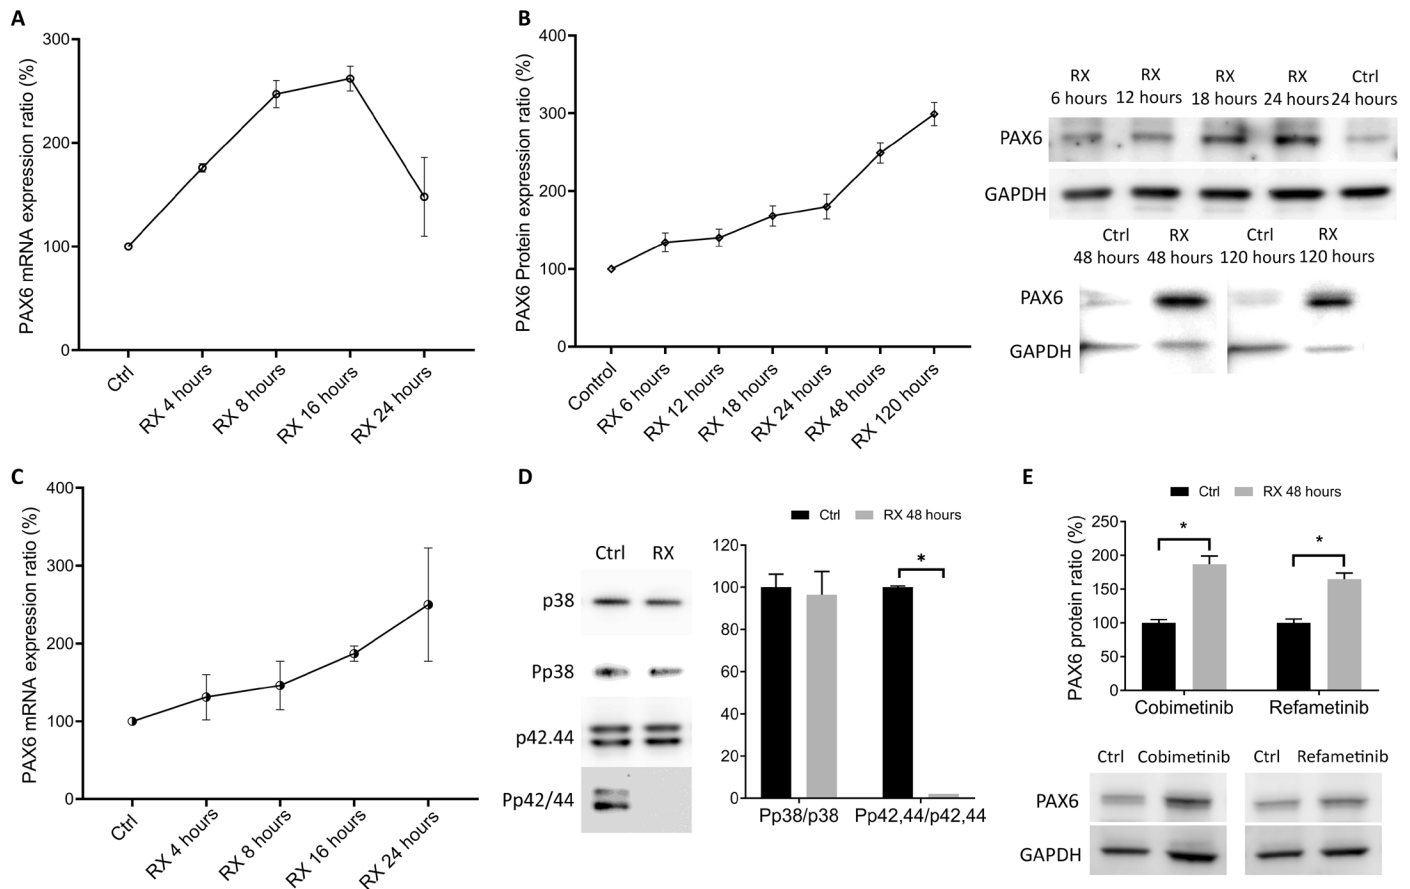 A
PAX6 mRNA expression ratio (%)
300
200
100
0
Ctrl
RX 4 hours
RX 8 hours
RX 16 hours
RX 24 hours
B
PAX6 Protein expression ratio (%)
400
300
200
100
0
Control
RX 6 hours
RX 12 hours
RX 18 hours
RX 24 hours
RX 48 hours
RX 120 hours
RX RX RX RX Ctrl
6 hours 12 hours 18 hours 24 hours 24 hours
PAX6
GAPDH
Ctrl RX Ctrl RX
48 hours 48 hours 120 hours 120 hours
PAX6
GAPDH
C
PAX6 mRNA expression ratio (%)
400
300
200
100
0
Ctrl
RX 4 hours
RX 8 hours
RX 16 hours
RX 24 hours
D
Ctrl RX
p38
Pp38
p42.44
Pp42/44
Ctrl RX 48 hours
120
100
80
60
40
20
0
*
Pp38/p38 Pp42,44/p42,44
E
Ctrl RX 48 hours
PAX6 protein ratio (%)
250
200
150
100
50
0
* *
Cobimetinib Refametinib
Ctrl Cobimetinib Ctrl Refametinib
PAX6
GAPDH